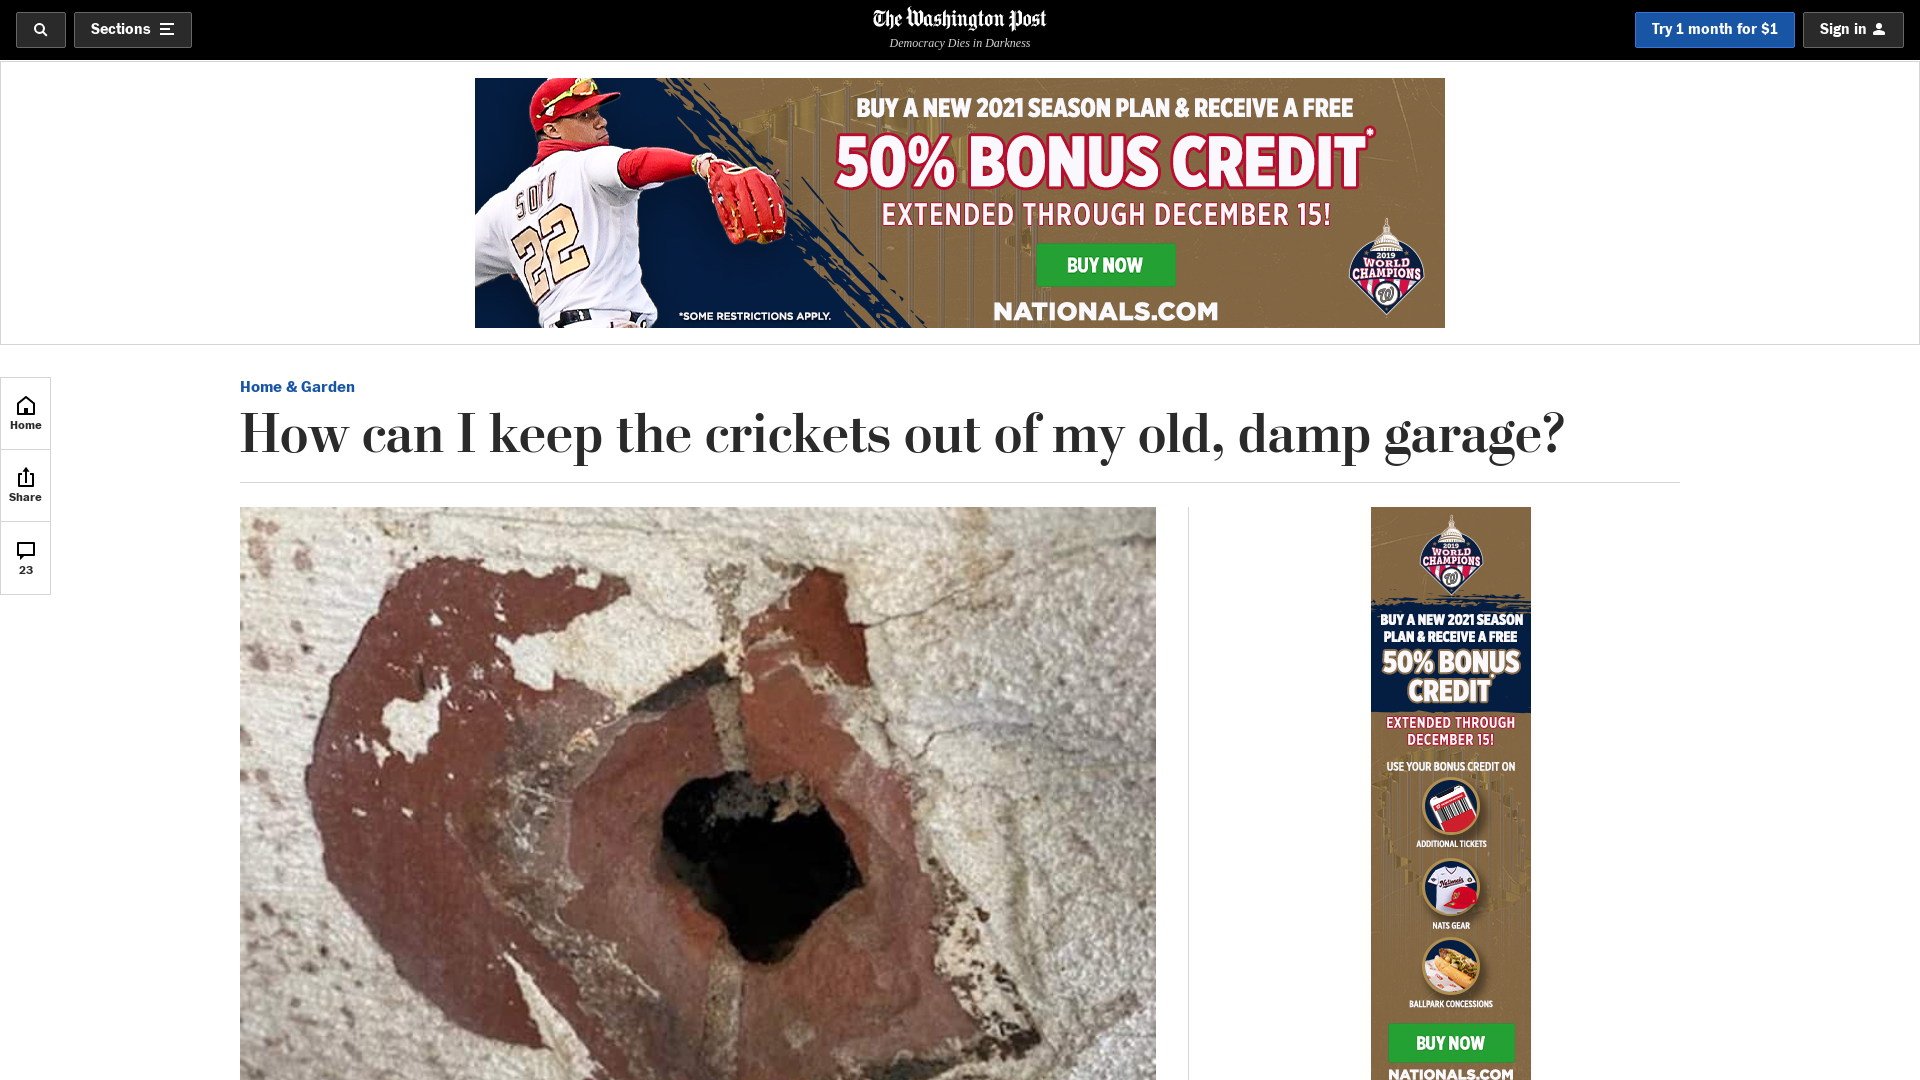 Sections
The Washington Post
Democracy Dies in Darkness
Try 1 month for $1
Sign in
BUY A NEW 2021 SEASON PLAN & RECEIVE A FREE
50% BONUS CREDIT*
EXTENDED THROUGH DECEMBER 15!
BUY NOW
NATIONALS.COM
*SOME RESTRICTIONS APPLY.
SOTO
22
2019
WORLD
CHAMPIONS
W
Home
Share
23
Home & Garden
How can I keep the crickets out of my old, damp garage?
2019
WORLD
CHAMPIONS
W
BUY A NEW 2021 SEASON
PLAN & RECEIVE A FREE
50% BONUS
CREDIT*
EXTENDED THROUGH
DECEMBER 15!
USE YOUR BONUS CREDIT ON
ADDITIONAL TICKETS
Nationals
NATS GEAR
BALLPARK CONCESSIONS
BUY NOW
NATIONALS.COM